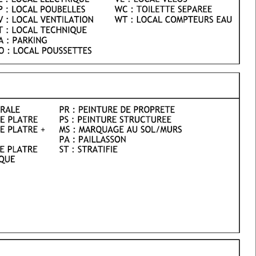 P : LOCAL POUBELLES
WC : TOILETTE SEPAREE
V : LOCAL VENTILATION
WT : LOCAL COMPTEURS EAU
T : LOCAL TECHNIQUE
A : PARKING
O : LOCAL POUSSETTES
RALE
PR : PEINTURE DE PROPRETE
E PLATRE
PS : PEINTURE STRUCTUREE
E PLATRE +
MS : MARQUAGE AU SOL/MURS
PA : PAILLASSON
E PLATRE
ST : STRATIFIE
QUE